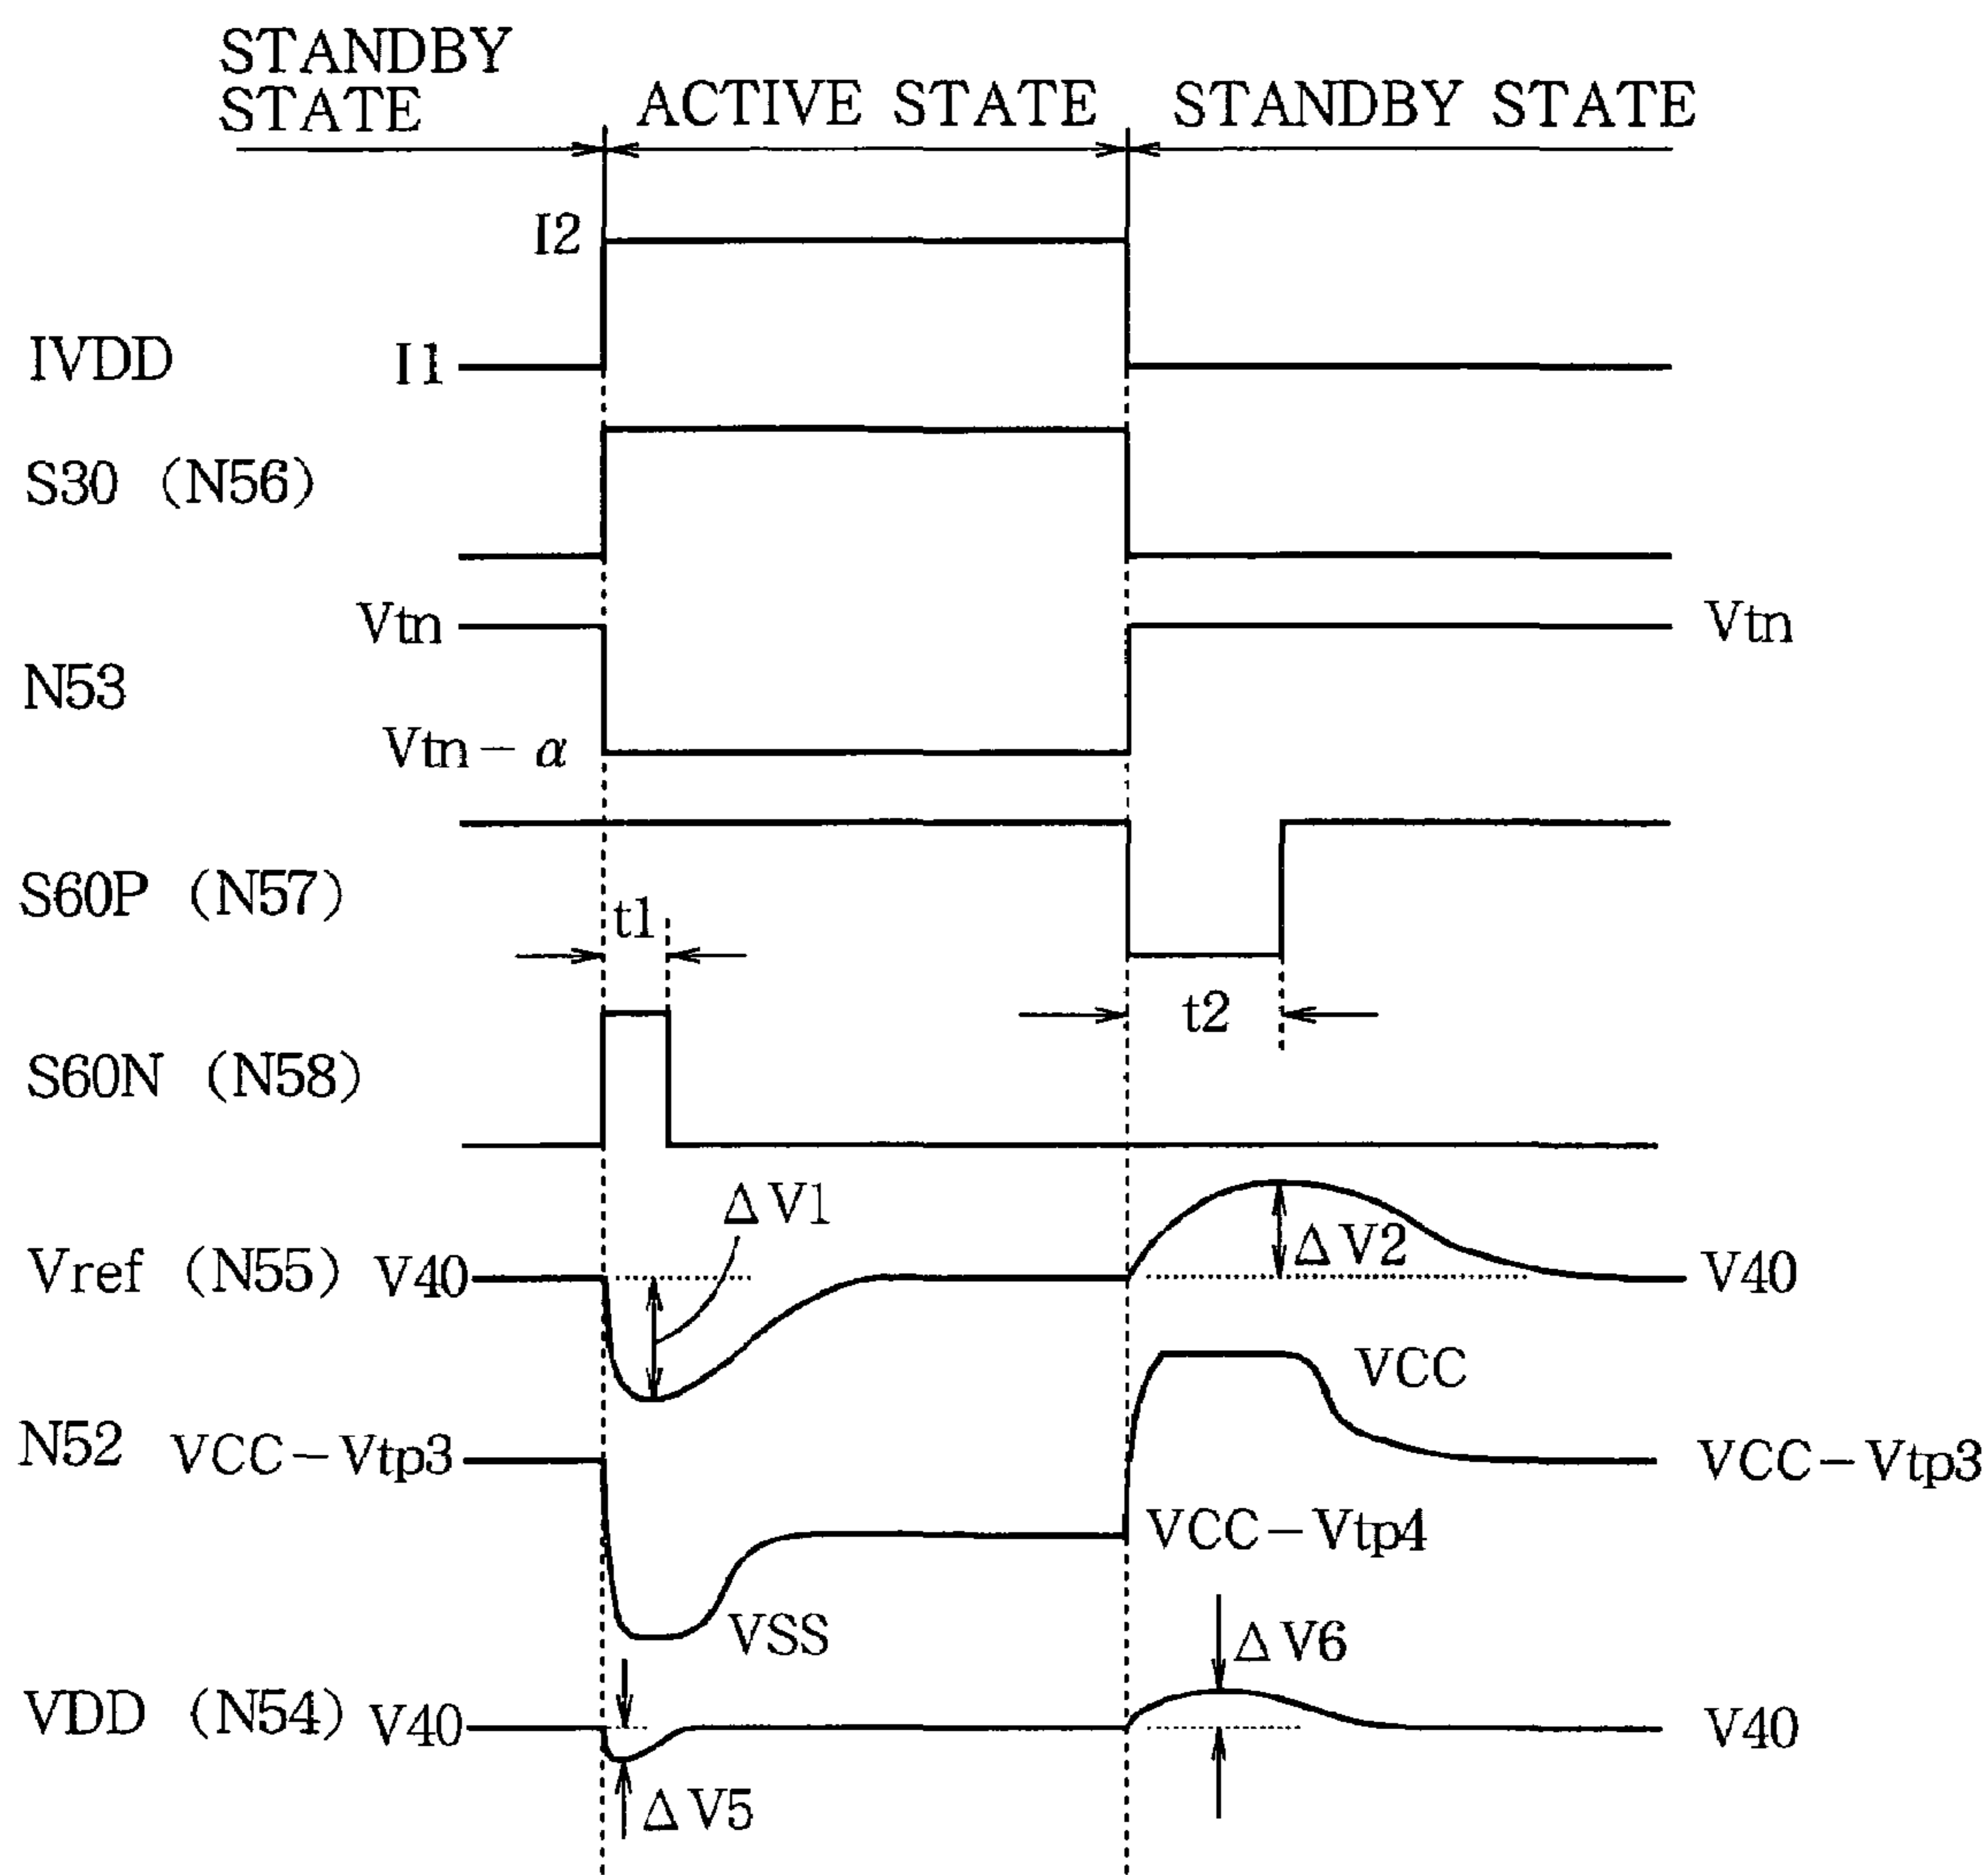 STANDBY
STATE
ACTIVE STATE
STANDBY STATE
I2
IVDD
I1
S30 (N56)
Vtn
Vtn
N53
Vtn－α
S60P (N57)
t1
t2
S60N (N58)
ΔV1
ΔV2
Vref (N55)
V40
V40
VCC
N52
VCC－Vtp3
VCC－Vtp3
VCC－Vtp4
VSS
ΔV6
VDD (N54)
V40
V40
ΔV5